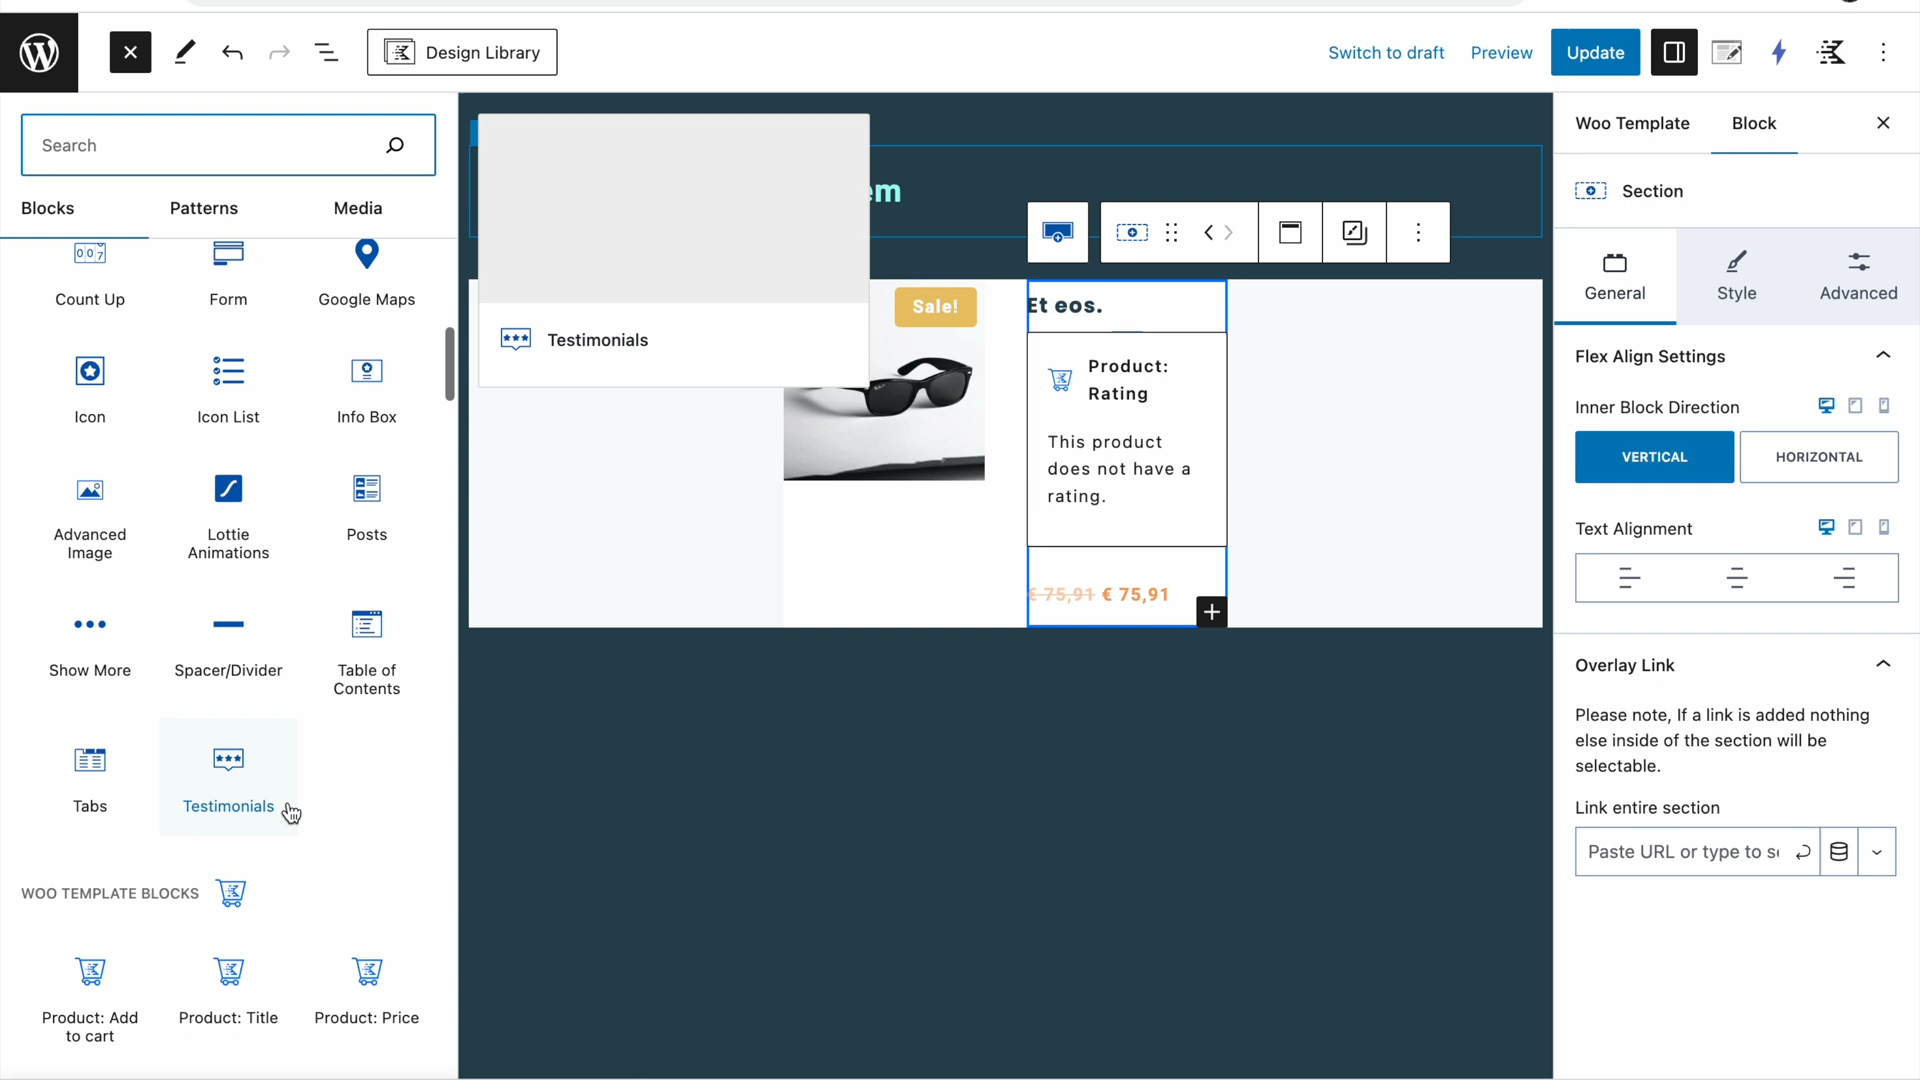 Design Library
Switch to draft
Preview
Update
Search
Blocks
Patterns
Media
Count Up
Form
Google Maps
Icon
Icon List
Info Box
Advanced
Image
Lottie
Animations
Posts
Show More
Spacer/Divider
Table of
Contents
Tabs
Testimonials
WOO TEMPLATE BLOCKS
Product: Add
to cart
Product: Title
Product: Price
Testimonials
em
Sale!
Et eos.
Product:
Rating
This product
does not have a
rating.
€ 75,91 € 75,91
Woo Template
Block
Section
General
Style
Advanced
Flex Align Settings
Inner Block Direction
VERTICAL
HORIZONTAL
Text Alignment
Overlay Link
Please note, If a link is added nothing
else inside of the section will be
selectable.
Link entire section
Paste URL or type to s